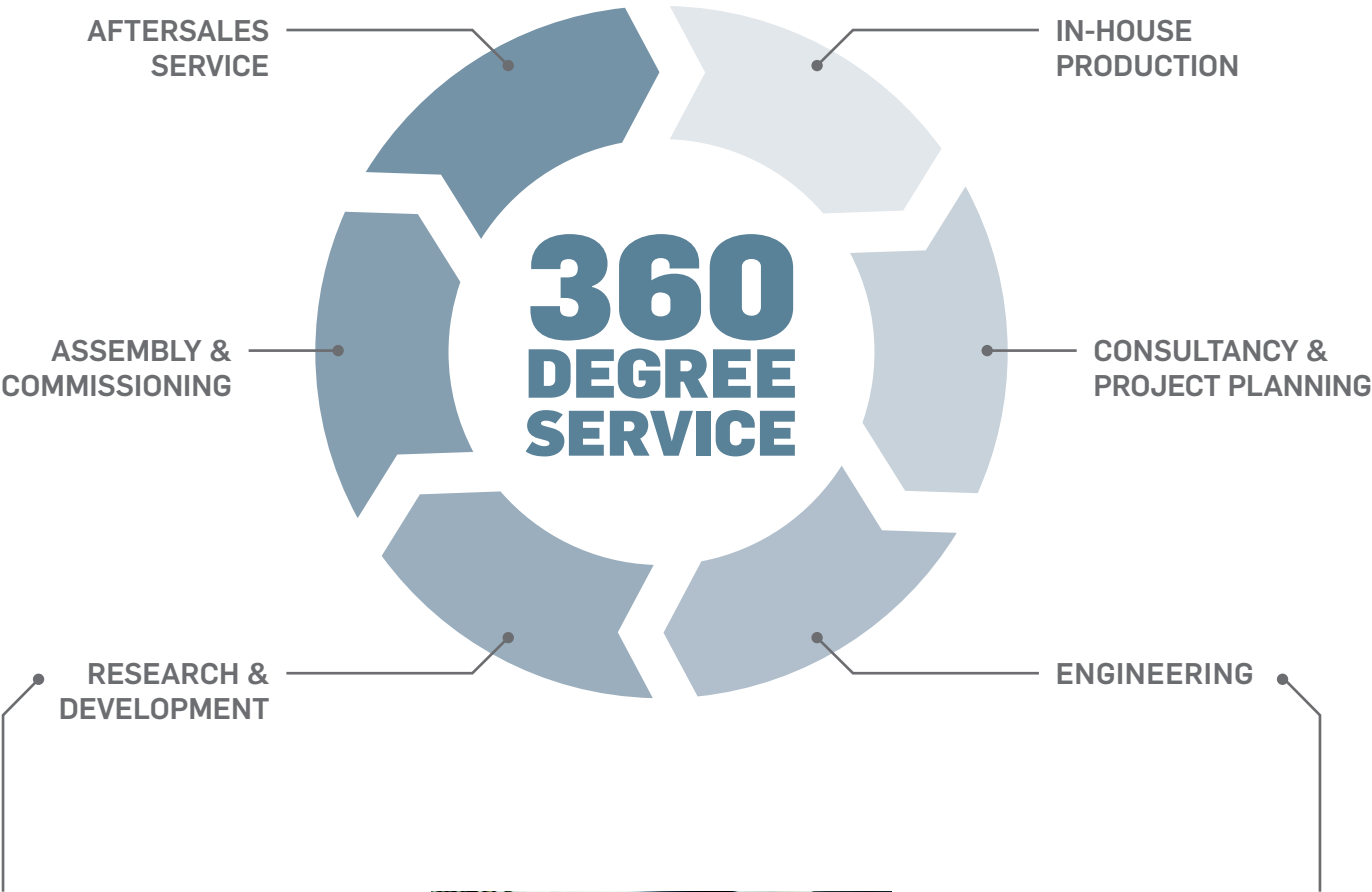 AFTERSALES
SERVICE
IN-HOUSE
PRODUCTION
360
DEGREE
SERVICE
ASSEMBLY &
COMMISSIONING
CONSULTANCY &
PROJECT PLANNING
RESEARCH &
DEVELOPMENT
ENGINEERING